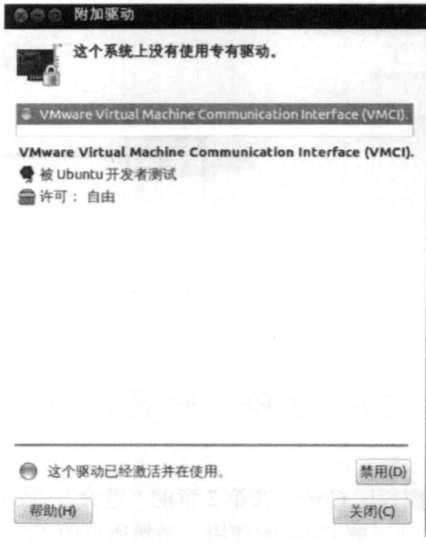 附加驱动
这个系统上没有使用专有驱动。
VMware Virtual Machine Communication Interface (VMCI).
VMware Virtual Machine Communication Interface (VMCI).
被 Ubuntu 开发者测试
许可： 自由
这个驱动已经激活并在使用。
禁用(D)
帮助(H)
关闭(C)